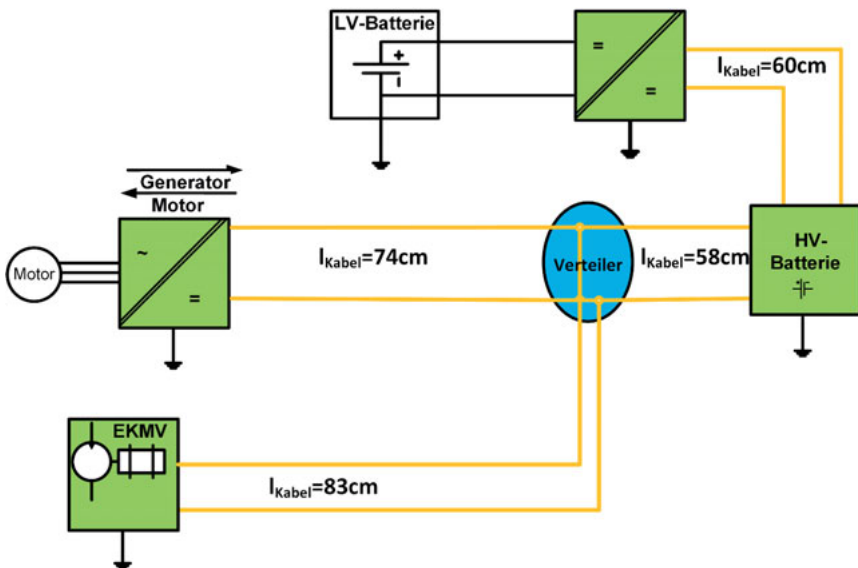 LV-Batterie
+
=
=
lKabel=60cm
Generator
Motor
Motor
~
=
lKabel=74cm
Verteiler
lKabel=58cm
HV-
Batterie
EKMV
lKabel=83cm